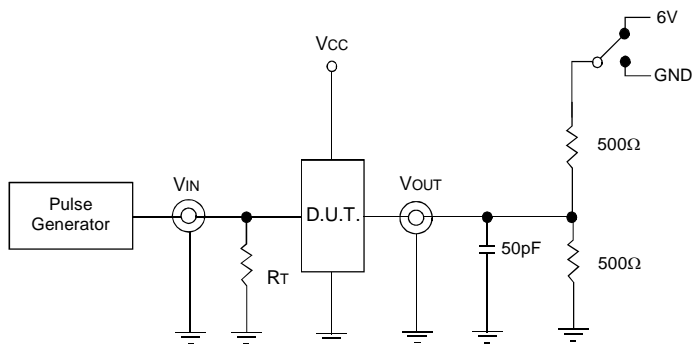 6V
GND
VCC
500Ω
Pulse
Generator
VIN
D.U.T.
VOUT
RT
50pF
500Ω